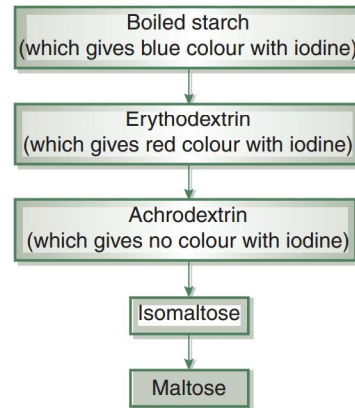 Boiled starch
(which gives blue colour with iodine)
Erythodextrin
(which gives red colour with iodine)
Achrodextrin
(which gives no colour with iodine)
Isomaltose
Maltose